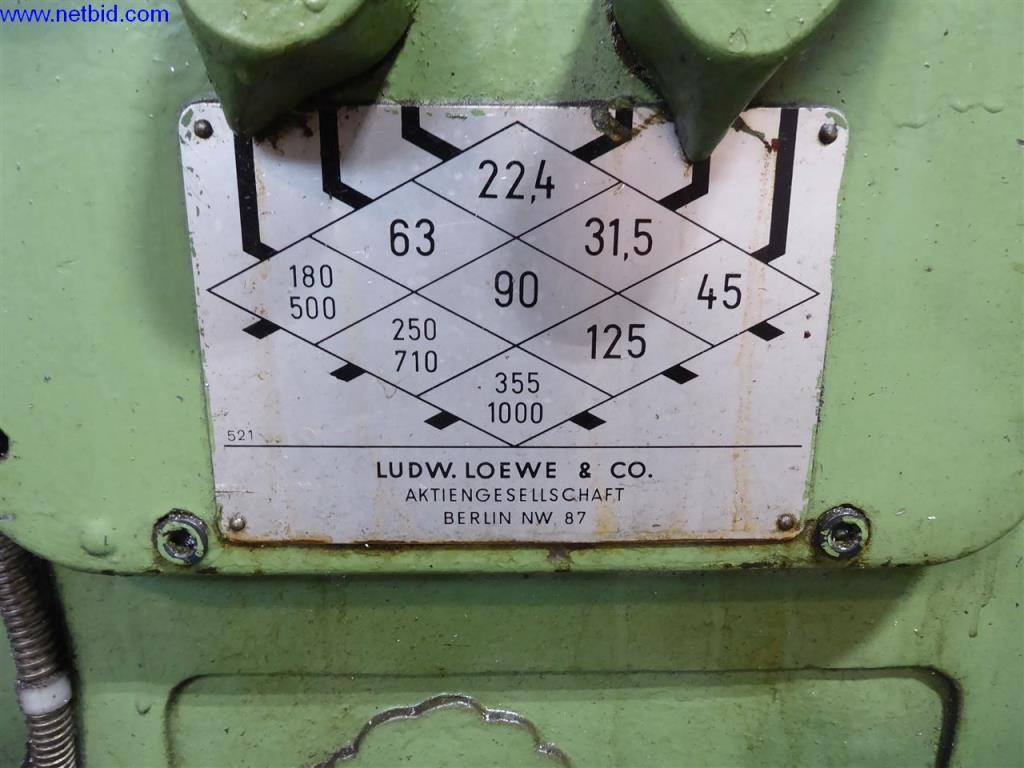 www.netbid.com
22,4
63 31,5
180 90 45
500
250 125
710
355
1000
521
LUDW. LOEWE & CO.
AKTIENGESELLSCHAFT
BERLIN NW 87